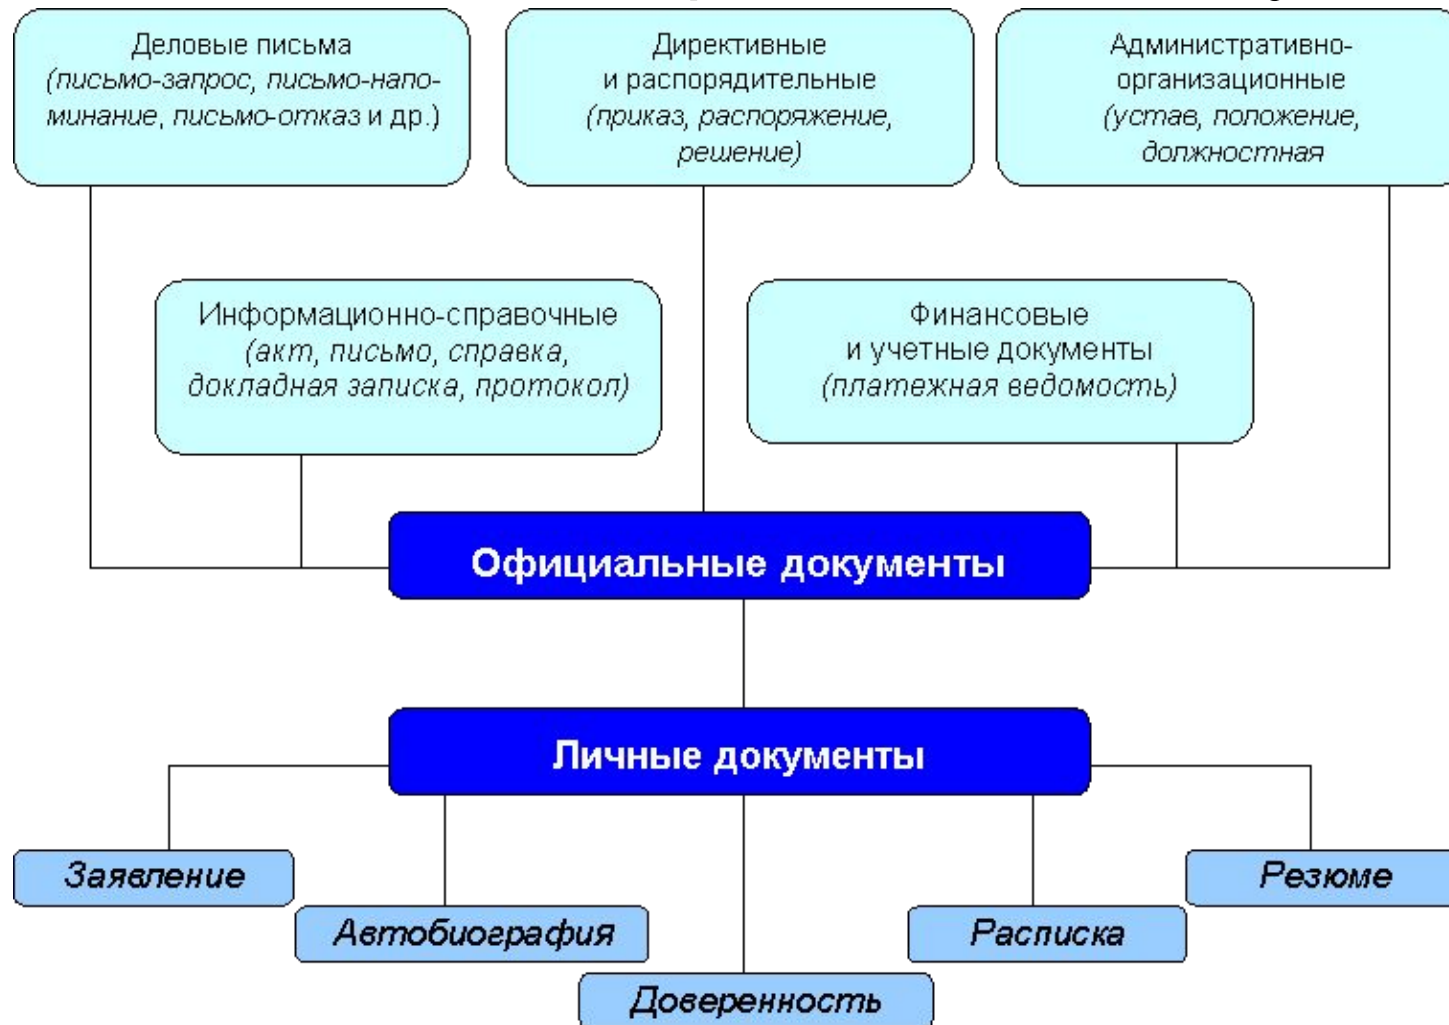 Деловые письма
(письмо-запрос, письмо-напо-
минание, письмо-отказ и др.)
Директивные
и распорядительные
(приказ, распоряжение,
решение)
Административно-
организационные
(устав, положение,
должностная
Информационно-справочные
(акт, письмо, справка,
докладная записка, протокол)
Финансовые
и учетные документы
(платежная ведомость)
Официальные документы
Личные документы
Заявление
Резюме
Автобиография
Расписка
Доверенность